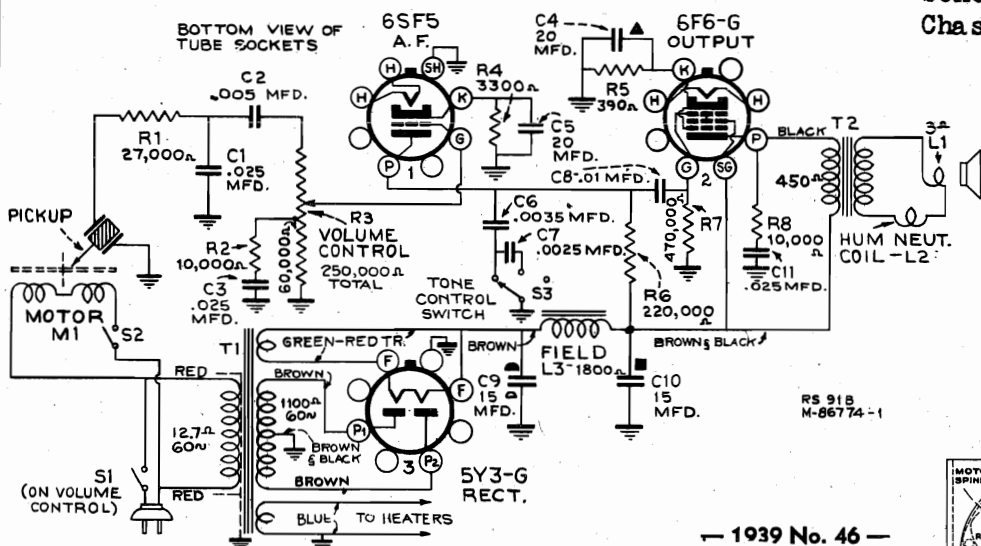 BOTTOM VIEW OF
TUBE SOCKETS
6SF5
A.F.
C4
20
MFD.
6F6-G
OUTPUT
Chas
H
SH
H
K
P
G
1
R4
3300Ω
C5
20
MFD.
R5
390Ω
K
H
H
P
G
SG
2
C2
.005 MFD.
R1
27,000Ω
C1
.025
MFD.
PICKUP
R2
10,000Ω
C3
.025
MFD.
60,000Ω
R3
VOLUME
CONTROL
250,000Ω
TOTAL
C8-.01 MFD.
C6
.0035 MFD.
C7
.0025 MFD
TONE
CONTROL
SWITCH
S3
470,000Ω
R7
R6
220,000
Ω
BLACK
T2
450Ω
3Ω
L1
R8
10,000
Ω
C11
.025 MFD.
HUM NEUT.
COIL-L2
MOTOR
M1
S2
T1
GREEN-RED TR.
BROWN
BROWN
FIELD
L3-1800Ω
BROWN & BLACK
RED
12.7Ω
60~
1100Ω
60~
BROWN
& BLACK
F
F
P1
P2
3
C9
15
MFD.
C10
15
MFD.
RS 91B
M-86774-1
S1
(ON VOLUME
CONTROL)
RED
BROWN
5Y3-G
RECT.
BLUE
TO HEATERS
— 1939 No. 46 —
MOT
SPIN